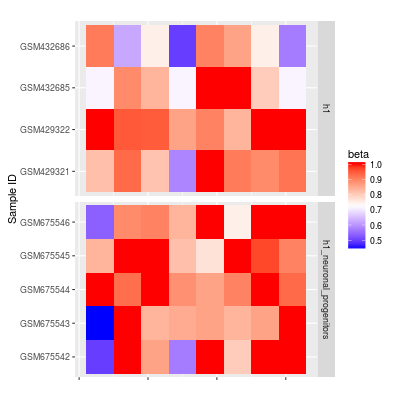 Sample ID
GSM432686
GSM432685
GSM429322
GSM429321
h1
GSM675546
GSM675545
GSM675544
GSM675543
GSM675542
h1_neuronal_progenitors
beta
1.0
0.9
0.8
0.7
0.6
0.5